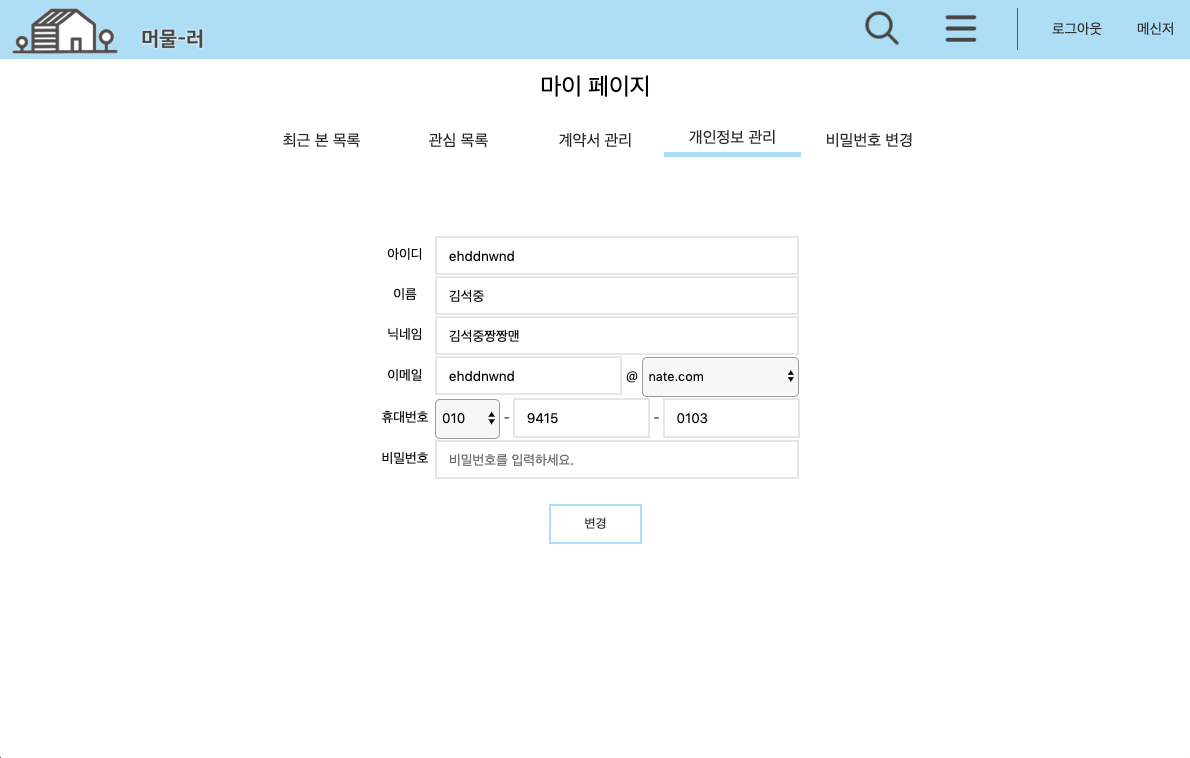 머물-러
로그아웃 메신저
마이 페이지
최근 본 목록 관심 목록 계약서 관리 개인정보 관리 비밀번호 변경
아이디 ehddnwnd
이름 김석중
닉네임 김석중짱짱맨
이메일 ehddnwnd @ nate.com
휴대번호 010 - 9415 - 0103
비밀번호 비밀번호를 입력하세요.
변경